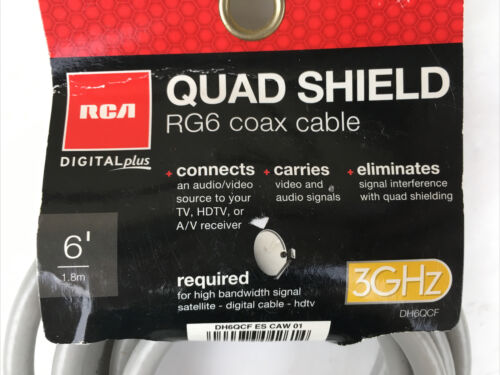 RCA
DIGITALplus
QUAD SHIELD
RG6 coax cable
+ connects
an audio/video
source to your
TV, HDTV, or
A/V receiver
+ carries
video and
audio signals
+ eliminates
signal interference
with quad shielding
6'
1.8m
required
for high bandwidth signal
satellite - digital cable - hdtv
3GHz
DH6QCF
DH6QCF ES CAW 01